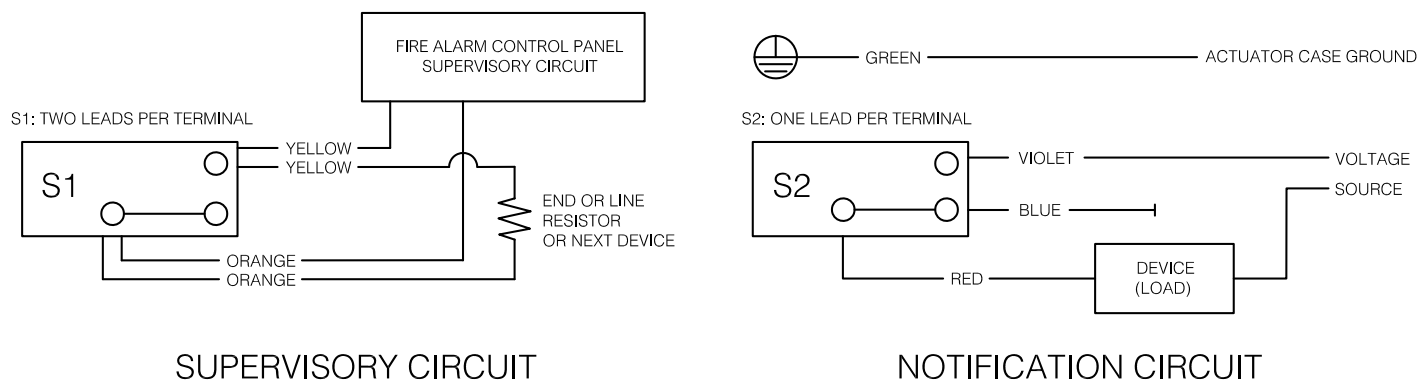 FIRE ALARM CONTROL PANEL
SUPERVISORY CIRCUIT
S1: TWO LEADS PER TERMINAL
S1
YELLOW
YELLOW
END OR LINE
RESISTOR
OR NEXT DEVICE
ORANGE
ORANGE
SUPERVISORY CIRCUIT
GREEN
ACTUATOR CASE GROUND
S2: ONE LEAD PER TERMINAL
S2
VIOLET
VOLTAGE
SOURCE
BLUE
RED
DEVICE
(LOAD)
NOTIFICATION CIRCUIT